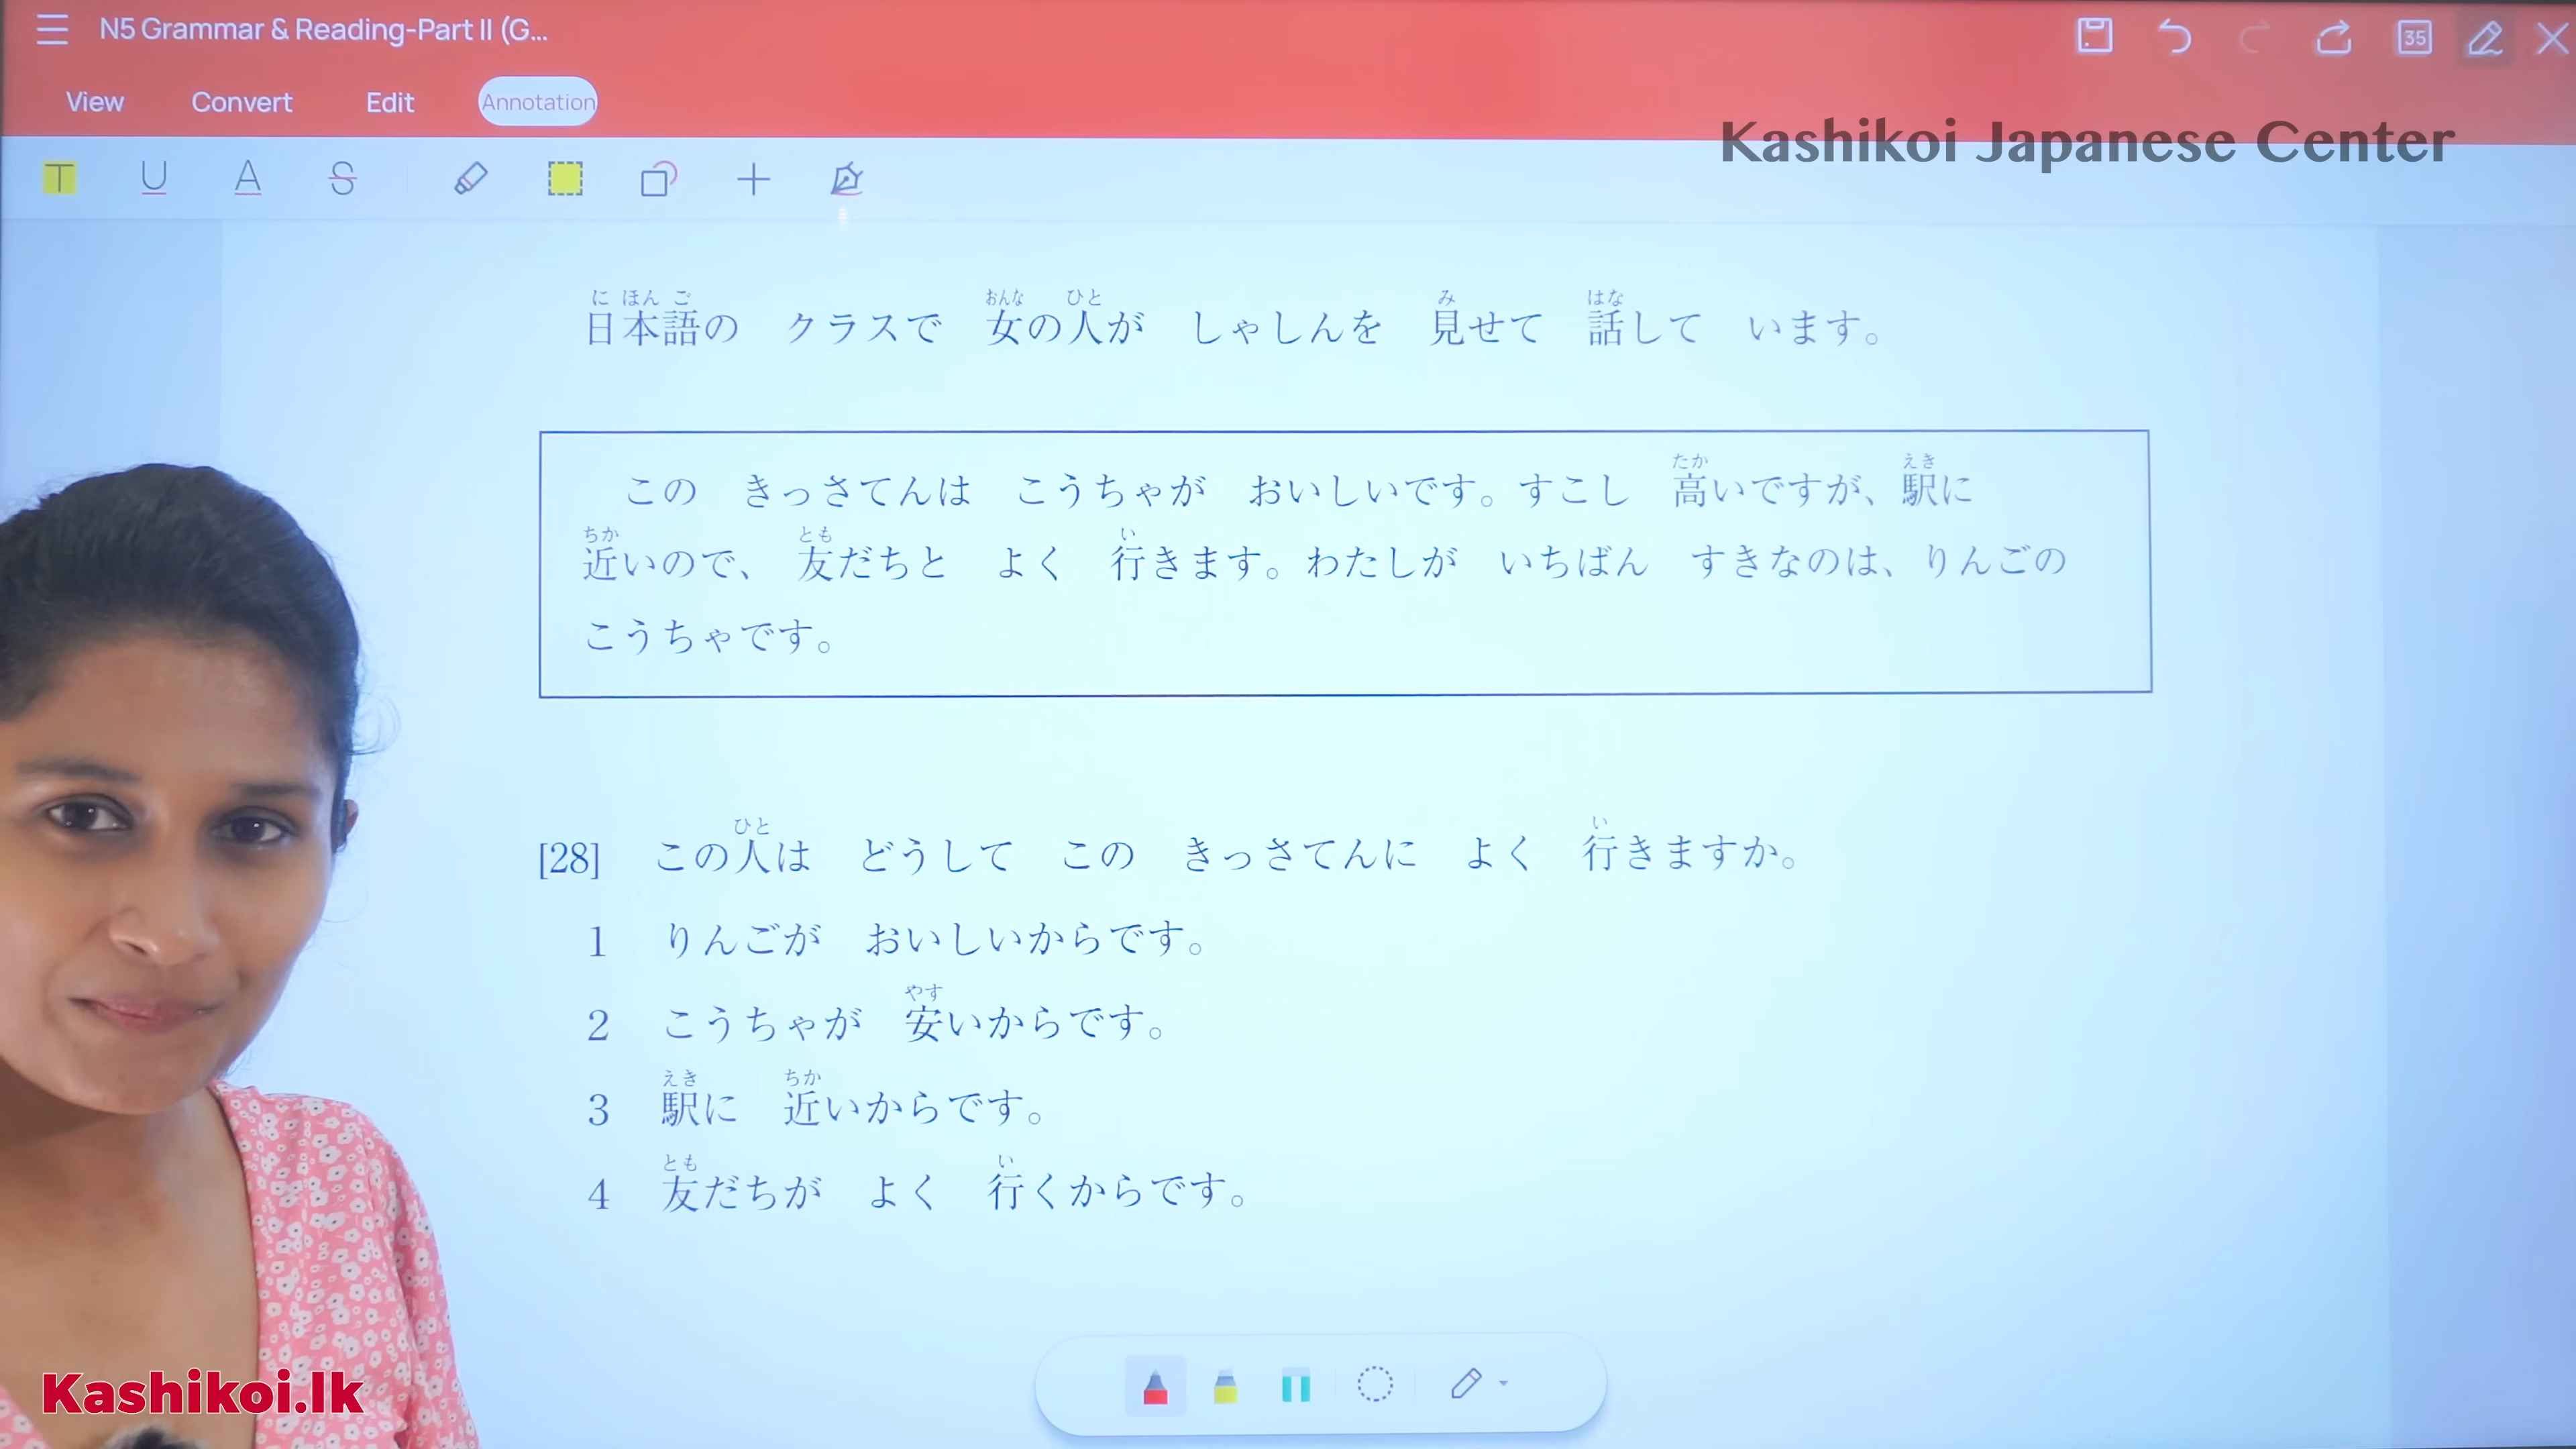 N5 Grammar & Reading-Part II (G...
35
View Convert Edit Annotation
Kashikoi Japanese Center
T U A S
に ほん ご おんな ひと み はな
日本語の クラスで 女の人が しゃしんを 見せて 話して います。
たか えき
この きっさてんは こうちゃが おいしいです。すこし 高いですが、駅に
ちか とも い
近いので、 友だちと よく 行きます。わたしが いちばん すきなのは、りんごの
こうちゃです。
ひと い
[28] この人は どうして この きっさてんに よく 行きますか。
1 りんごが おいしいからです。
やす
2 こうちゃが 安いからです。
えき ちか
3 駅に 近いからです。
とも い
4 友だちが よく 行くからです。
Kashikoi.lk